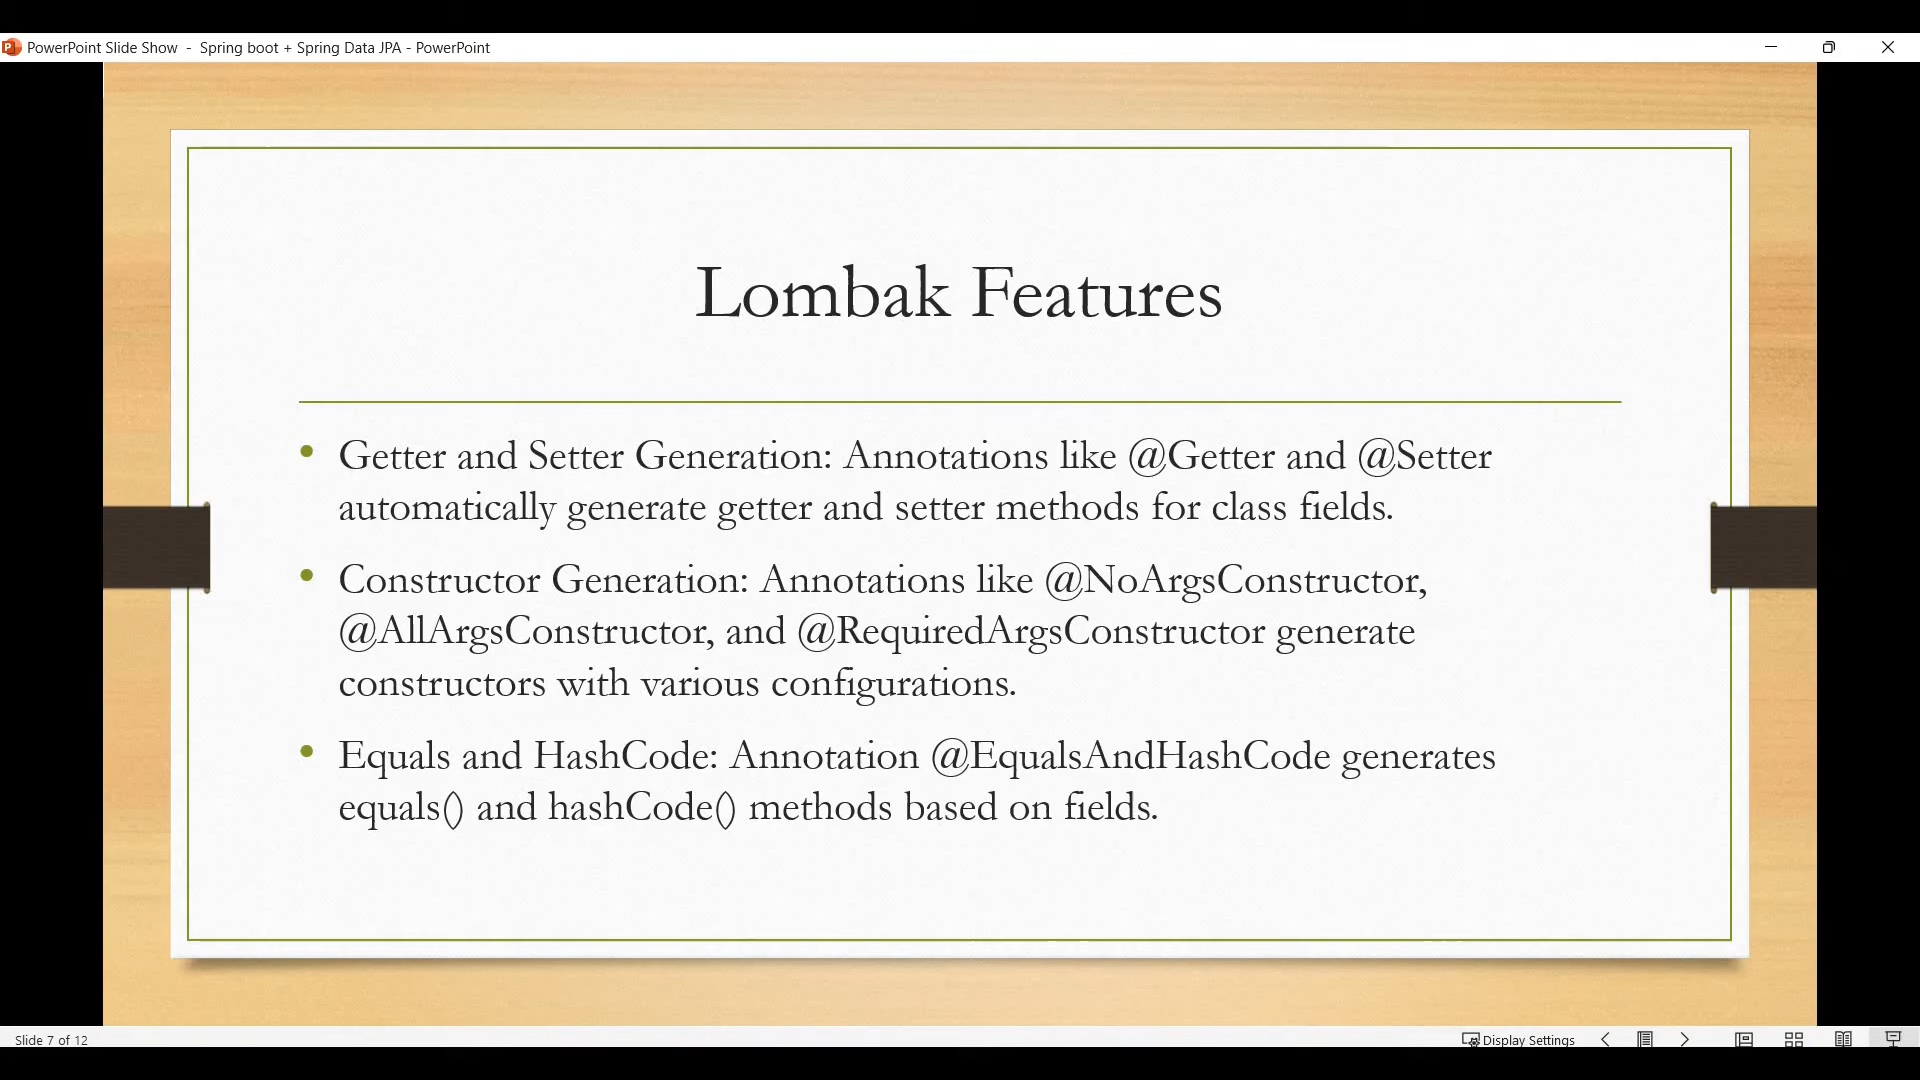 PowerPoint Slide Show - Spring boot + Spring Data JPA - PowerPoint
Lombak Features
• Getter and Setter Generation: Annotations like @Getter and @Setter
automatically generate getter and setter methods for class fields.
• Constructor Generation: Annotations like @NoArgsConstructor,
@AllArgsConstructor, and @RequiredArgsConstructor generate
constructors with various configurations.
• Equals and HashCode: Annotation @EqualsAndHashCode generates
equals() and hashCode() methods based on fields.
Slide 7 of 12
Display Settings